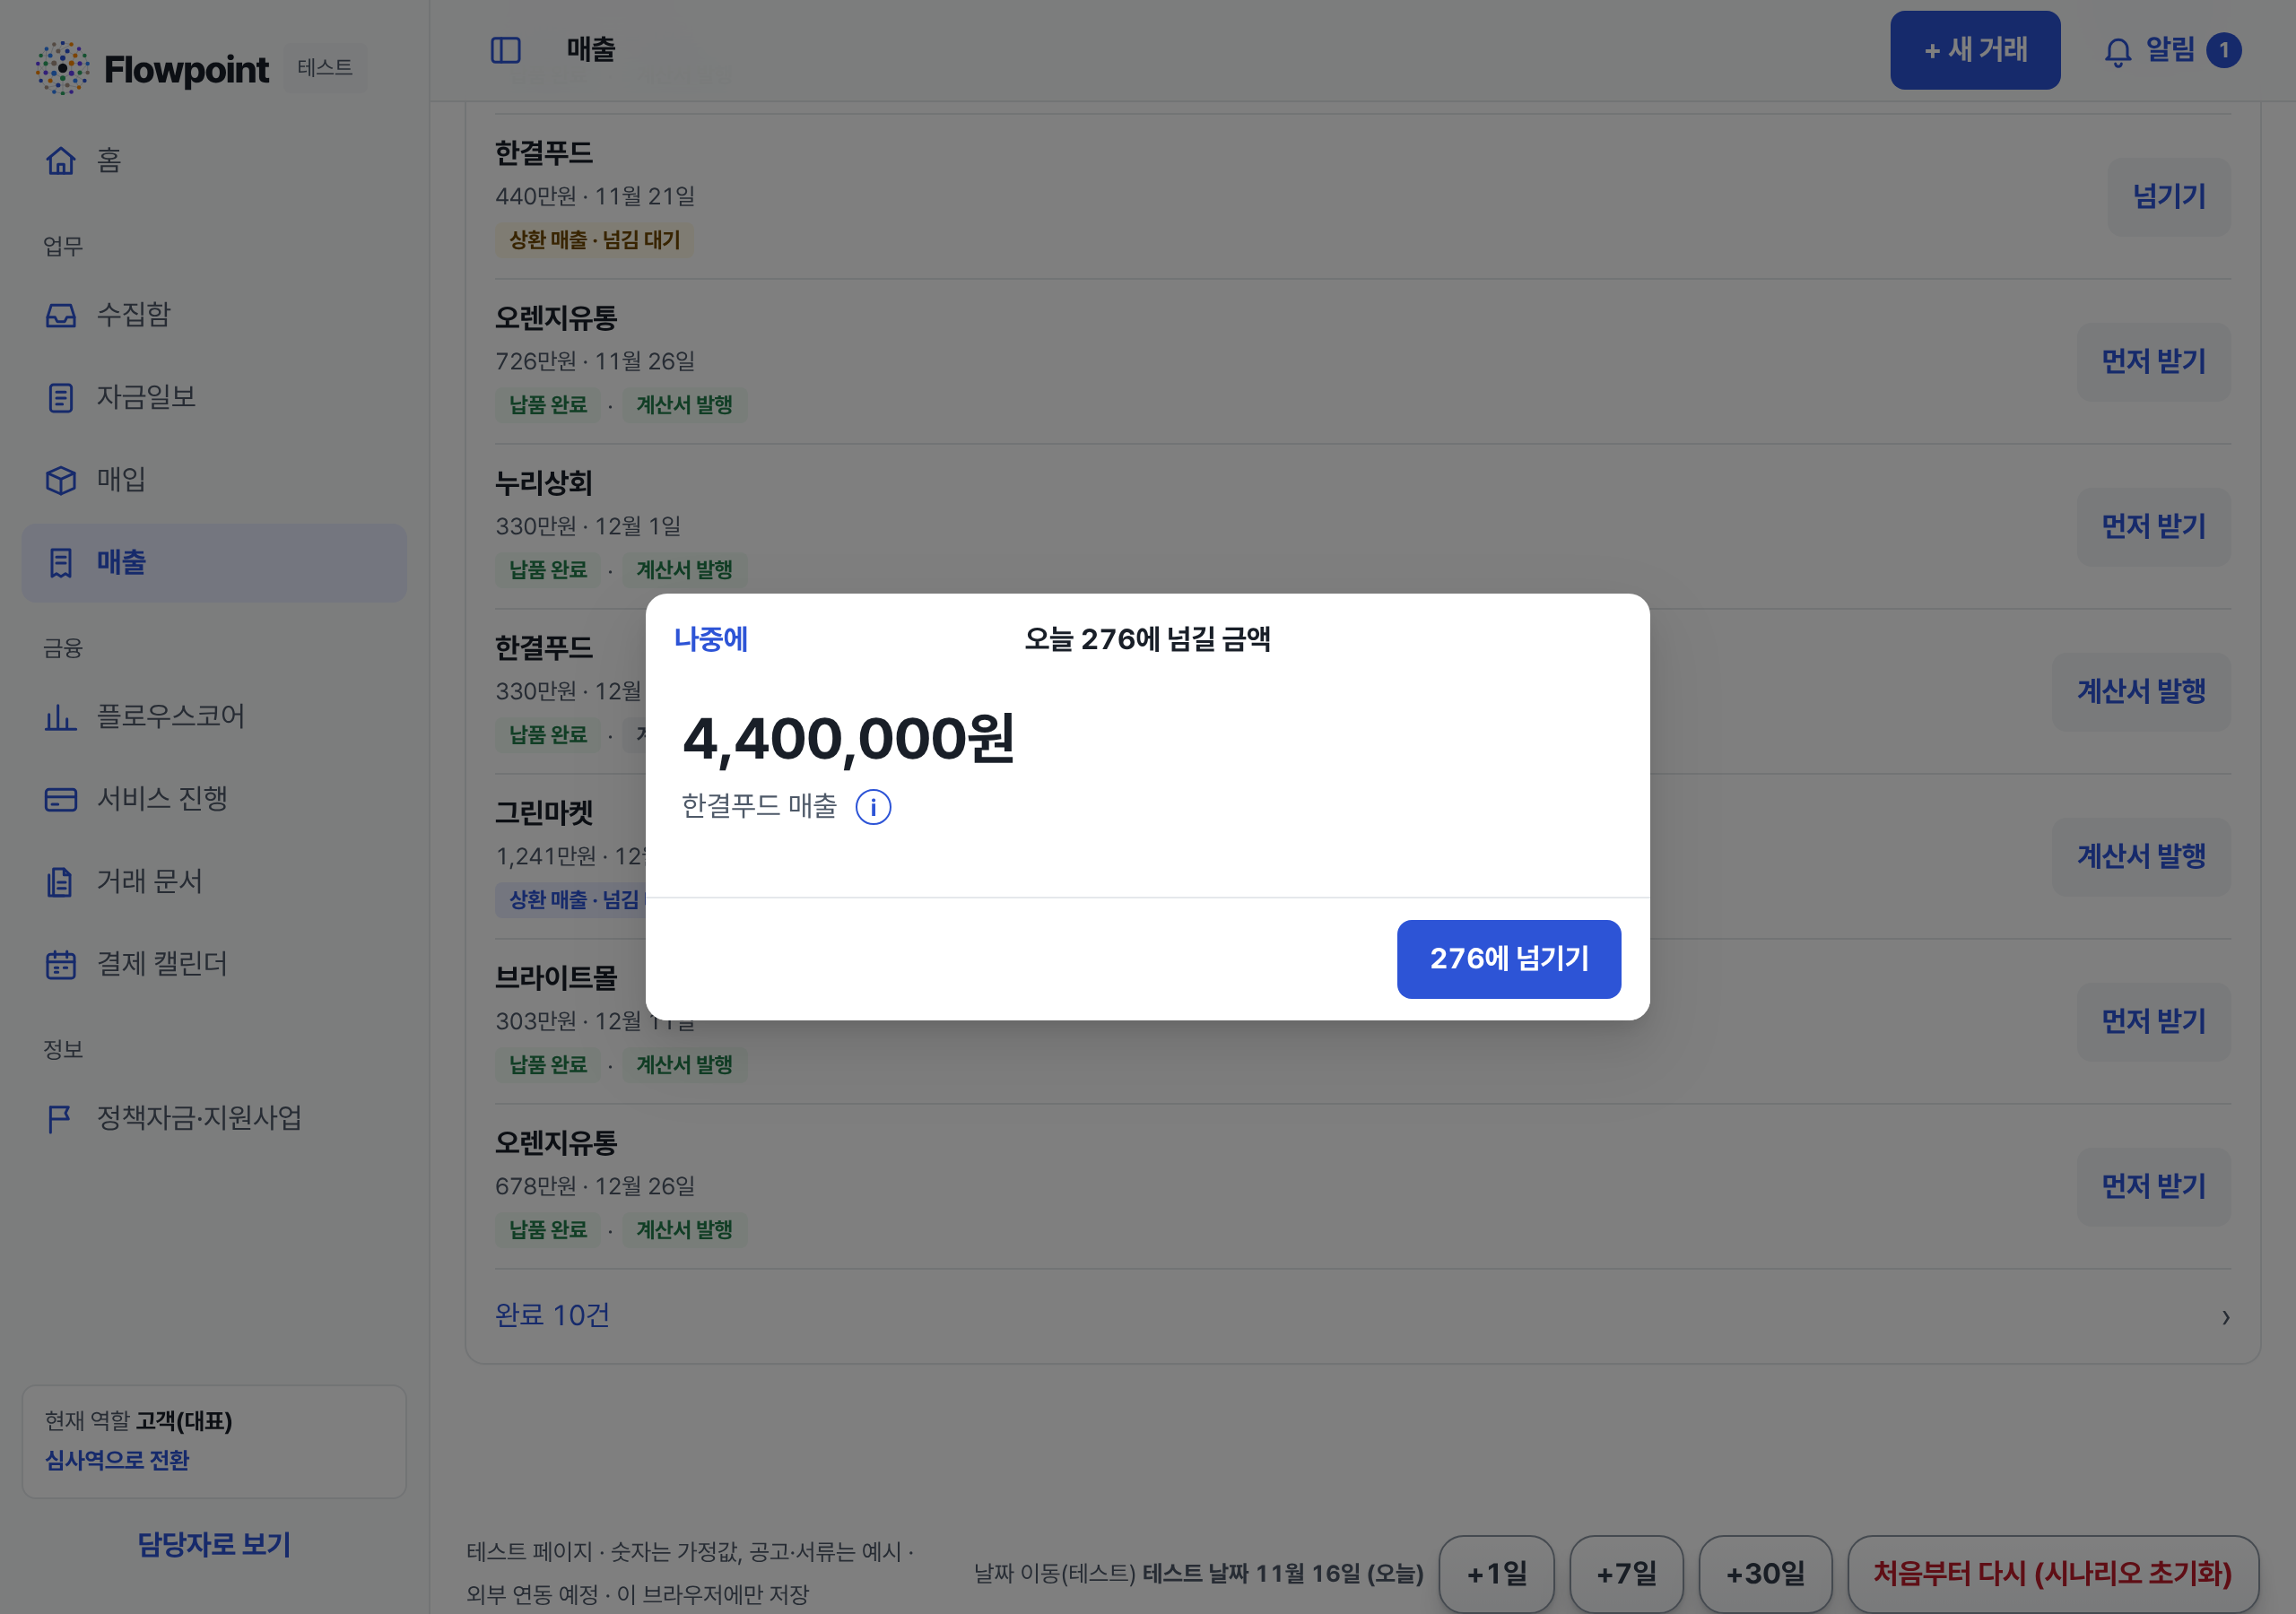 Flowpoint 테스트
홈
업무
수집함
자금일보
매입
매출
금융
플로우스코어
서비스 진행
거래 문서
결제 캘린더
정보
정책자금·지원사업
현재 역할 고객(대표)
심사역으로 전환
담당자로 보기
매출
+ 새 거래
알림 1
한결푸드
440만원 · 11월 21일
상환 매출 · 넘김 대기
넘기기
오렌지유통
726만원 · 11월 26일
납품 완료 · 계산서 발행
먼저 받기
누리상회
330만원 · 12월 1일
납품 완료 · 계산서 발행
먼저 받기
한결푸드
330만원 · 12월
납품 완료 ·
계산서 발행
그린마켓
1,241만원 · 12
상환 매출 · 넘김
계산서 발행
브라이트몰
303만원 · 12월 11일
납품 완료 · 계산서 발행
먼저 받기
오렌지유통
678만원 · 12월 26일
납품 완료 · 계산서 발행
먼저 받기
완료 10건 ›
나중에
오늘 276에 넘길 금액
4,400,000원
한결푸드 매출 i
276에 넘기기
테스트 페이지 · 숫자는 가정값, 공고·서류는 예시 ·
외부 연동 예정 · 이 브라우저에만 저장
날짜 이동(테스트) 테스트 날짜 11월 16일 (오늘)
+1일
+7일
+30일
처음부터 다시 (시나리오 초기화)